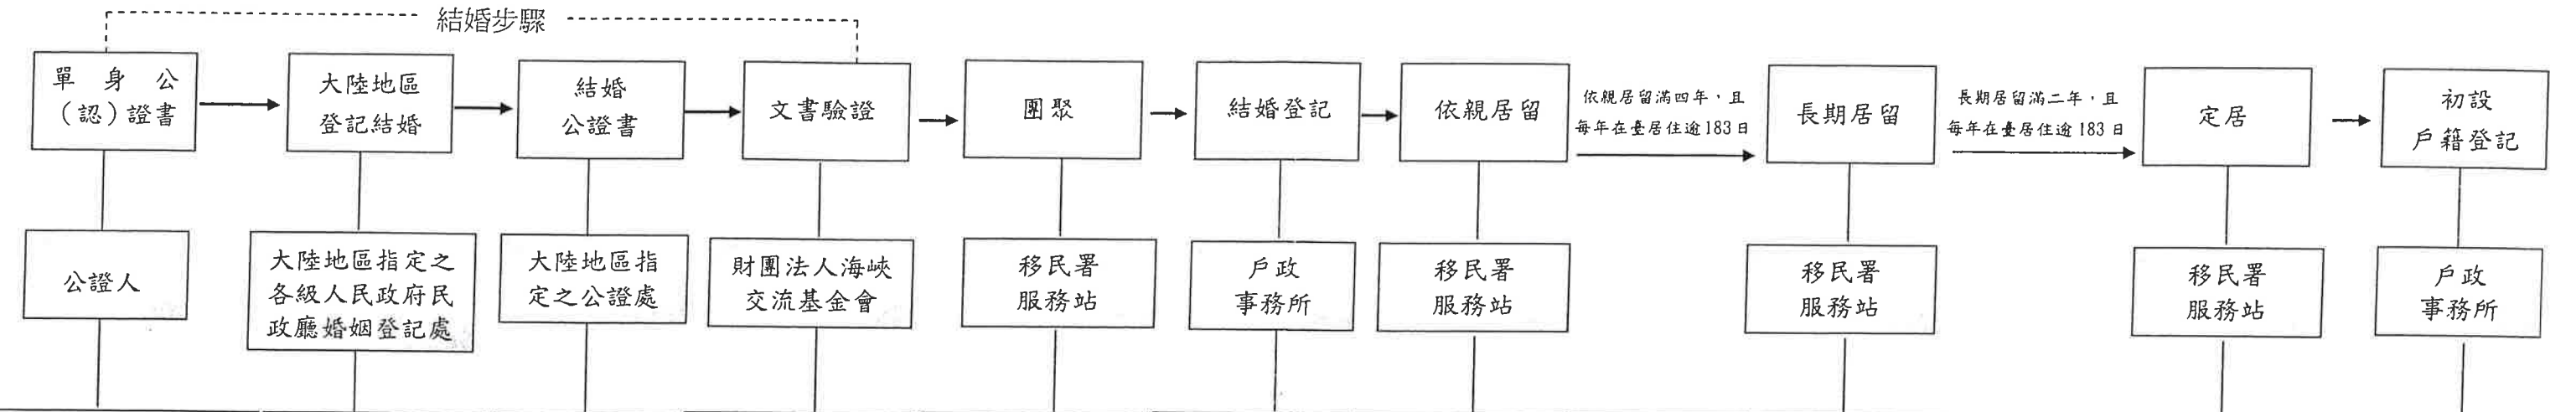 結婚步驟
單身公
（認）證書
大陸地區
登記結婚
結婚
公證書
文書驗證
團聚
結婚登記
依親居留
依親居留滿四年，且
每年在臺居住逾183日
長期居留
長期居留滿二年，且
每年在臺居住逾183日
定居
初設
戶籍登記
公證人
大陸地區指定之
各級人民政府民
政廳婚姻登記處
大陸地區指
定之公證處
財團法人海峽
交流基金會
移民署
服務站
戶政
事務所
移民署
服務站
移民署
服務站
移民署
服務站
戶政
事務所